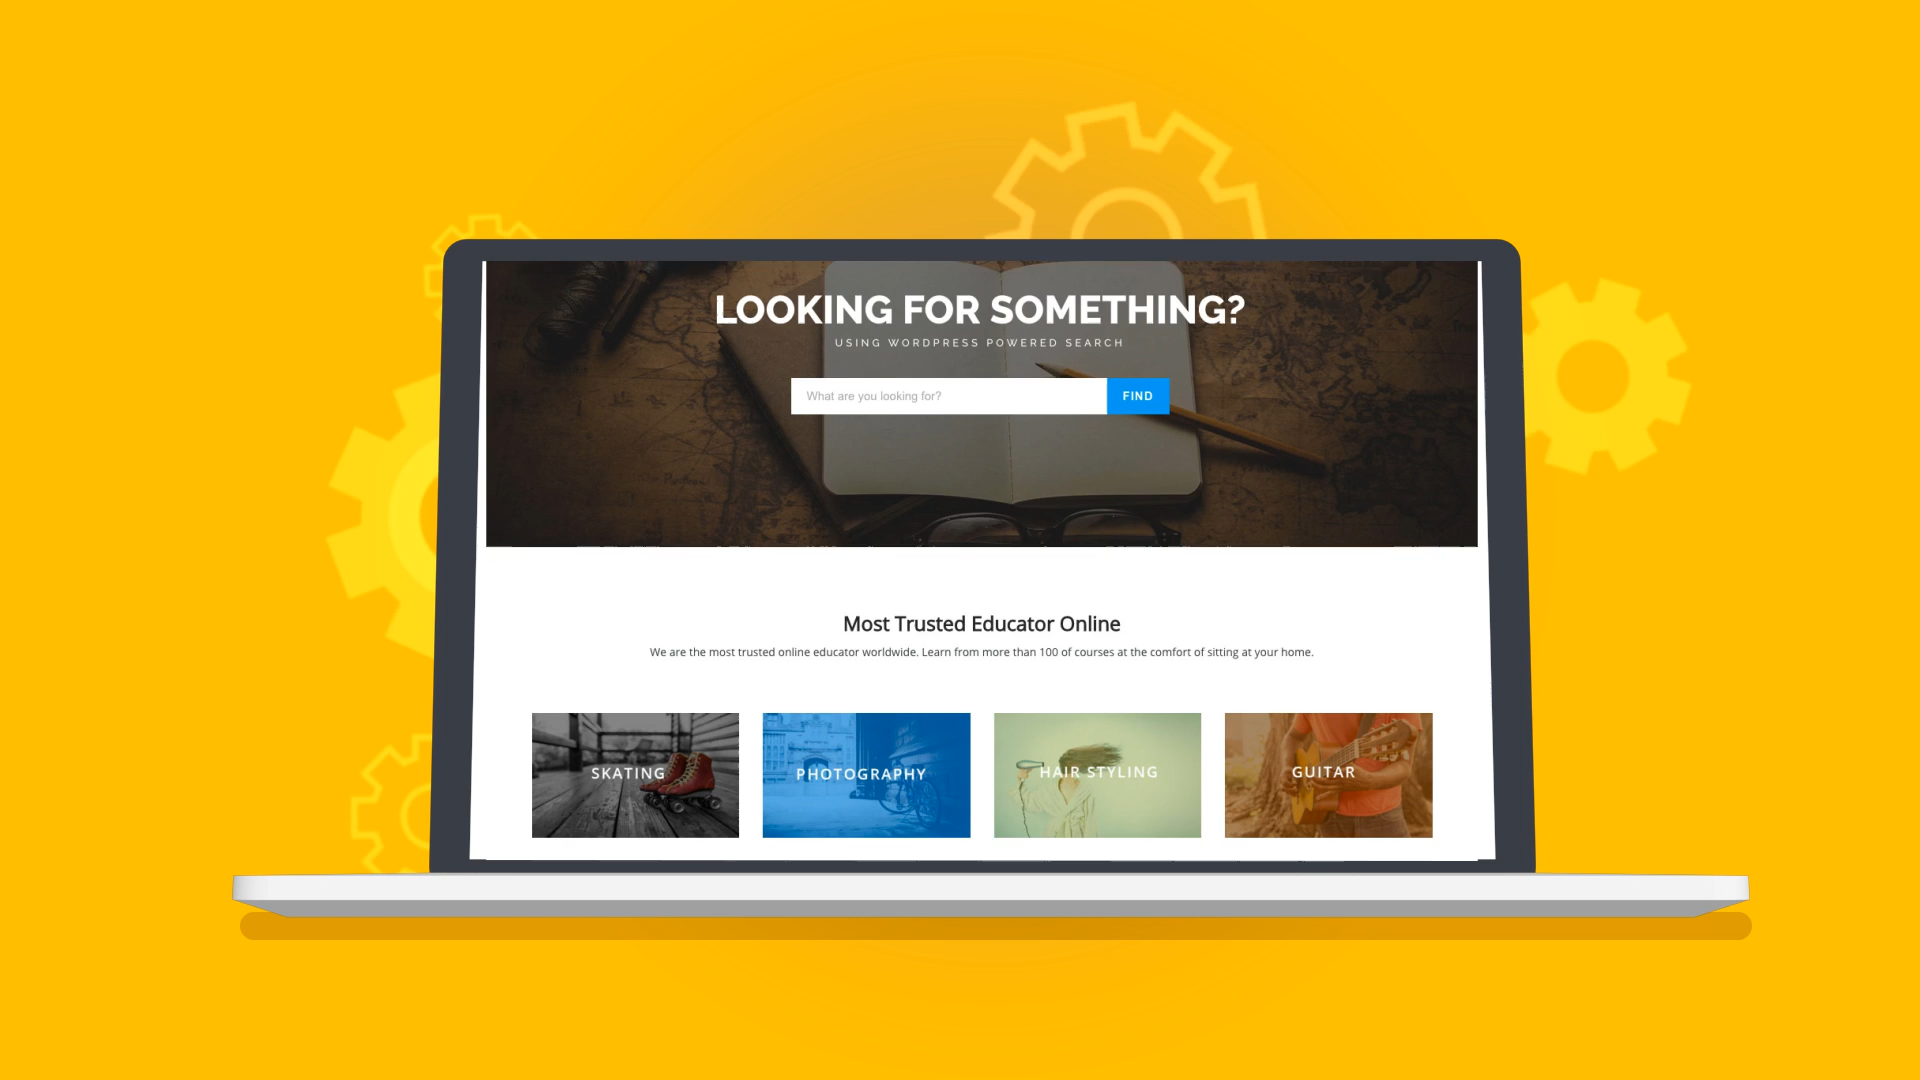 LOOKING FOR SOMETHING?
USING WORDPRESS POWERED SEARCH
What are you looking for?
FIND
Most Trusted Educator Online
We are the most trusted online educator worldwide. Learn from more than 100 of courses at the comfort of sitting at your home.
SKATING
PHOTOGRAPHY
HAIR STYLING
GUITAR